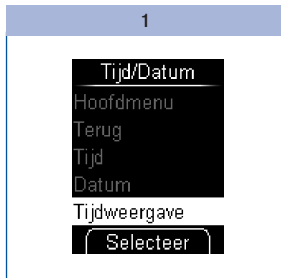 1
Tijd/Datum
Hoofdmenu
Terug
Tijd
Datum
Tijdweergave
Selecteer